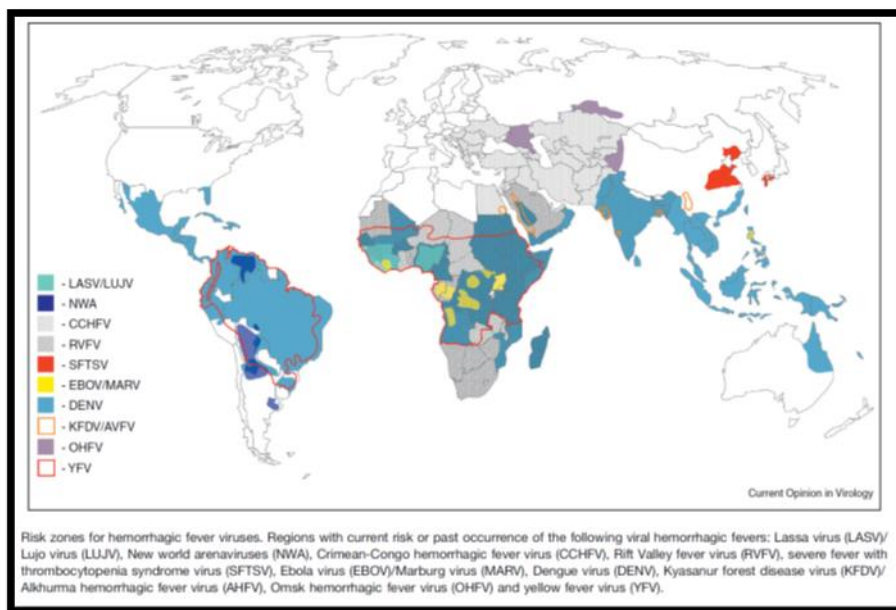 - LASV/LUJV
- NWA
- CCHFV
- RVFV
- SFTSV
- EBOV/MARV
- DENV
- KFDV/AVFV
- OHFV
- YFV
Current Opinion in Virology
Risk zones for hemorrhagic fever viruses. Regions with current risk or past occurrence of the following viral hemorrhagic fevers: Lassa virus (LASV)/
Lujo virus (LUJV), New world arenaviruses (NWA), Crimean-Congo hemorrhagic fever virus (CCHFV), Rift Valley fever virus (RVFV), severe fever with
thrombocytopenia syndrome virus (SFTSV), Ebola virus (EBOV)/Marburg virus (MARV), Dengue virus (DENV), Kyasanur forest disease virus (KFDV)/
Alkhurma hemorrhagic fever virus (AHFV), Omsk hemorrhagic fever virus (OHFV) and yellow fever virus (YFV).